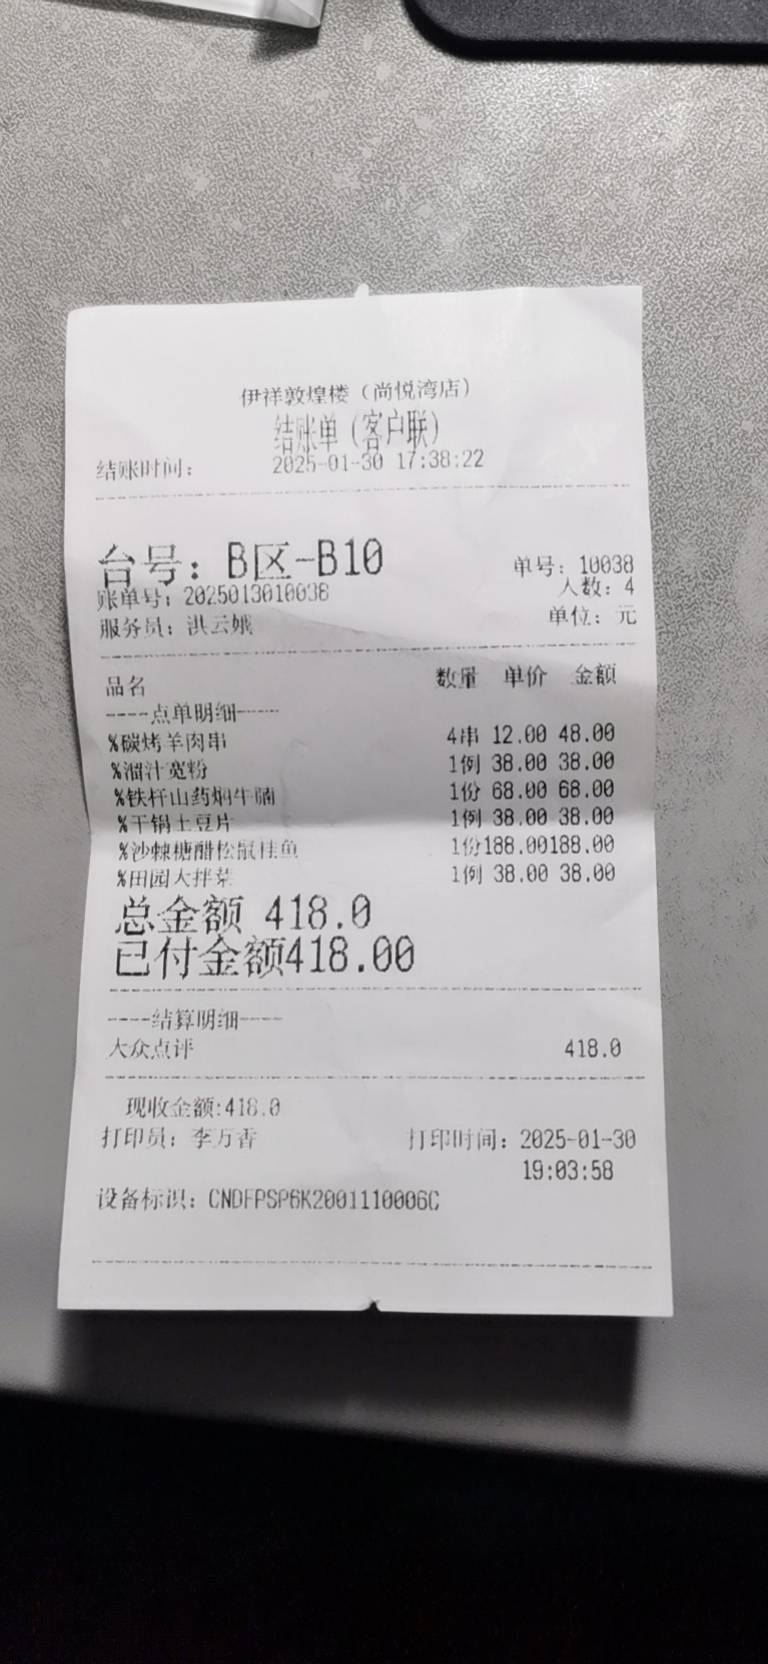 伊祥敦煌楼（尚悦湾店）
结账单（客户联）
结账时间： 2025-01-30 17:38:22
台号：B区-B10 单号：10038
账单号：2025013010038 人数：4
服务员：洪云娥 单位：元
品名 数量 单价 金额
----点单明细----
%碳烤羊肉串 4串 12.00 48.00
%溜汁宽粉 1例 38.00 38.00
%铁杆山药焖牛腩 1份 68.00 68.00
%干锅土豆片 1例 38.00 38.00
%沙棘糖醋松鼠桂鱼 1份188.00188.00
%田园大拌菜 1例 38.00 38.00
总金额 418.0
已付金额418.00
----结算明细----
大众点评 418.0
现收金额:418.0
打印员：李万香 打印时间：2025-01-30
19:03:58
设备标识：CNDFPSP6K2001110006C